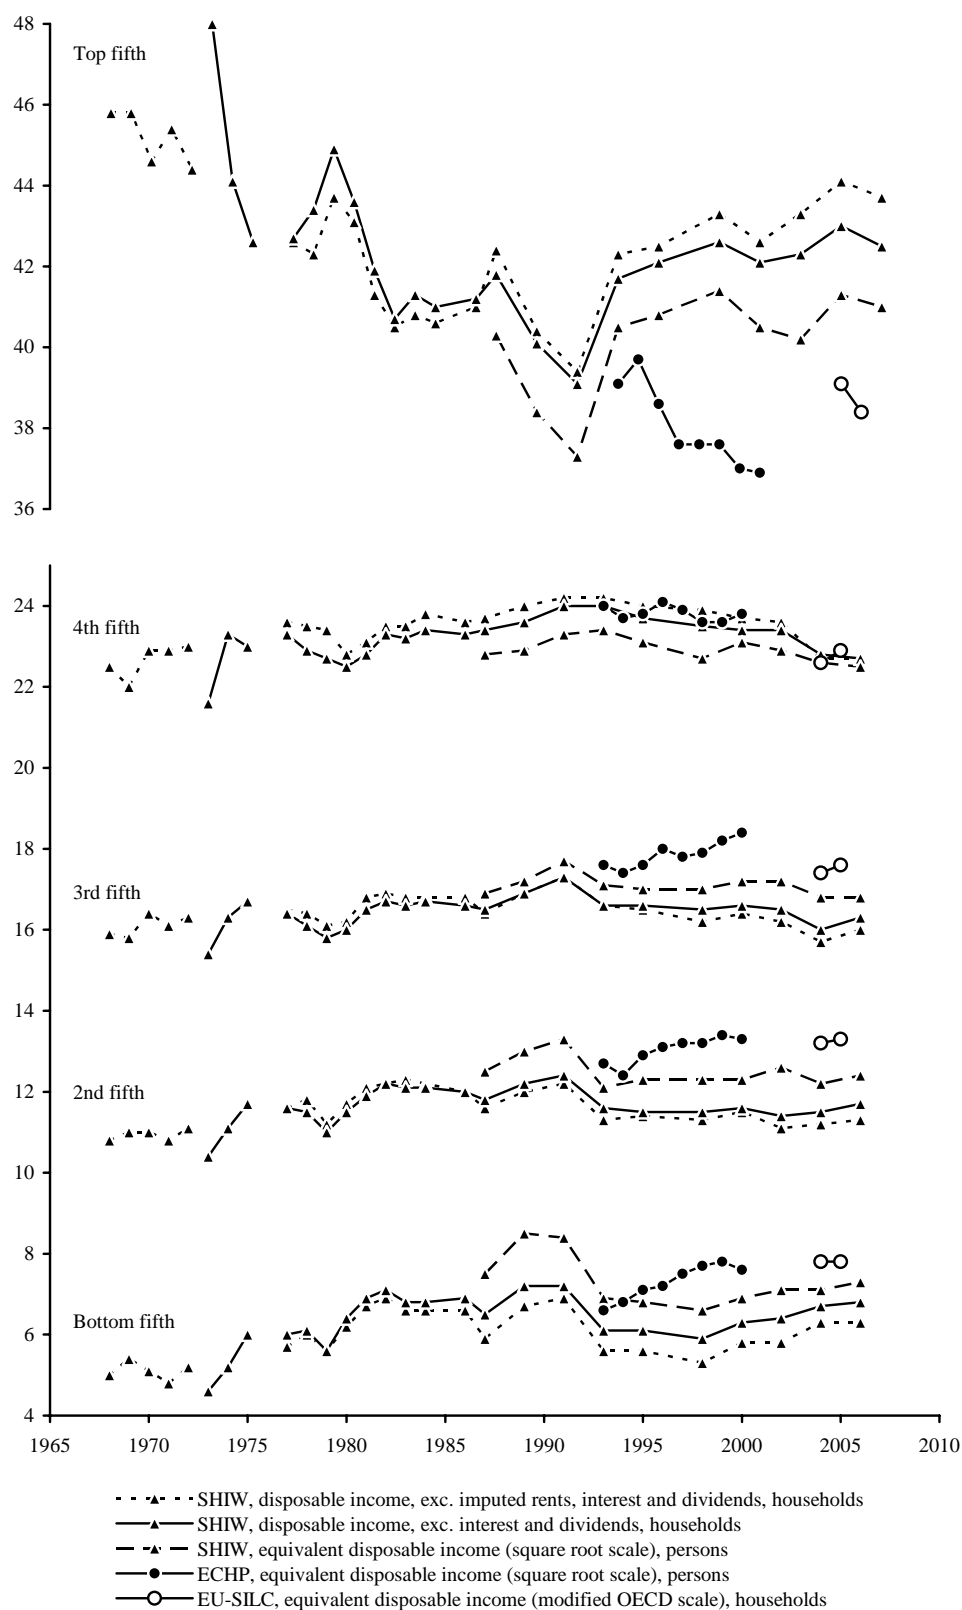 48
Top fifth
46
44
42
40
38
36
24
4th fifth
22
20
18
3rd fifth
16
14
12
2nd fifth
10
8
6
Bottom fifth
4
1965 1970 1975 1980 1985 1990 1995 2000 2005 2010
SHIW, disposable income, exc. imputed rents, interest and dividends, households
SHIW, disposable income, exc. interest and dividends, households
SHIW, equivalent disposable income (square root scale), persons
ECHP, equivalent disposable income (square root scale), persons
EU-SILC, equivalent disposable income (modified OECD scale), households